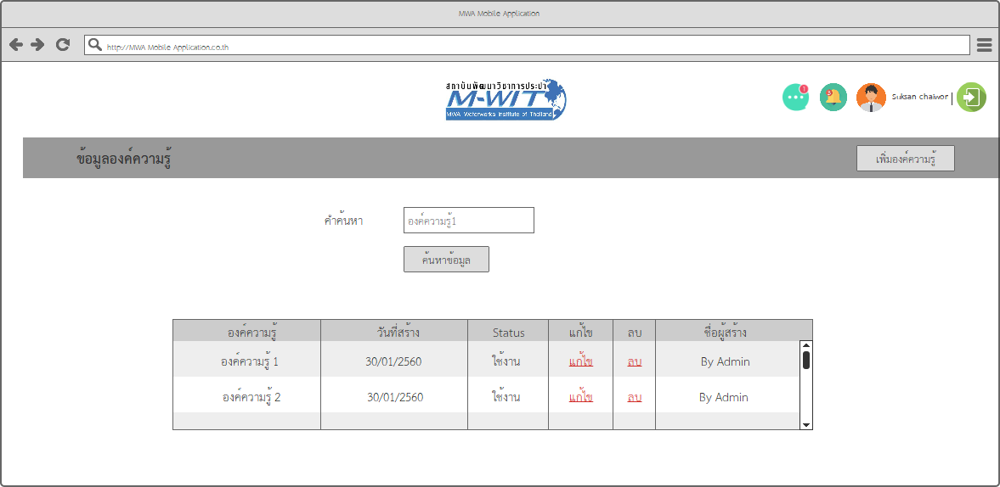 MWA Mobile Application
http://MWA Mobile Application.co.th
สถาบันพัฒนาวิชาการประปา
M-WIT
MWA Waterworks Institute of Thailand
1
3
Suksan chaiwon
ข้อมูลองค์ความรู้
เพิ่มองค์ความรู้
คำค้นหา
องค์ความรู้1
ค้นหาข้อมูล
องค์ความรู้ วันที่สร้าง Status แก้ไข ลบ ชื่อผู้สร้าง
องค์ความรู้ 1 30/01/2560 ใช้งาน แก้ไข ลบ By Admin
องค์ความรู้ 2 30/01/2560 ใช้งาน แก้ไข ลบ By Admin